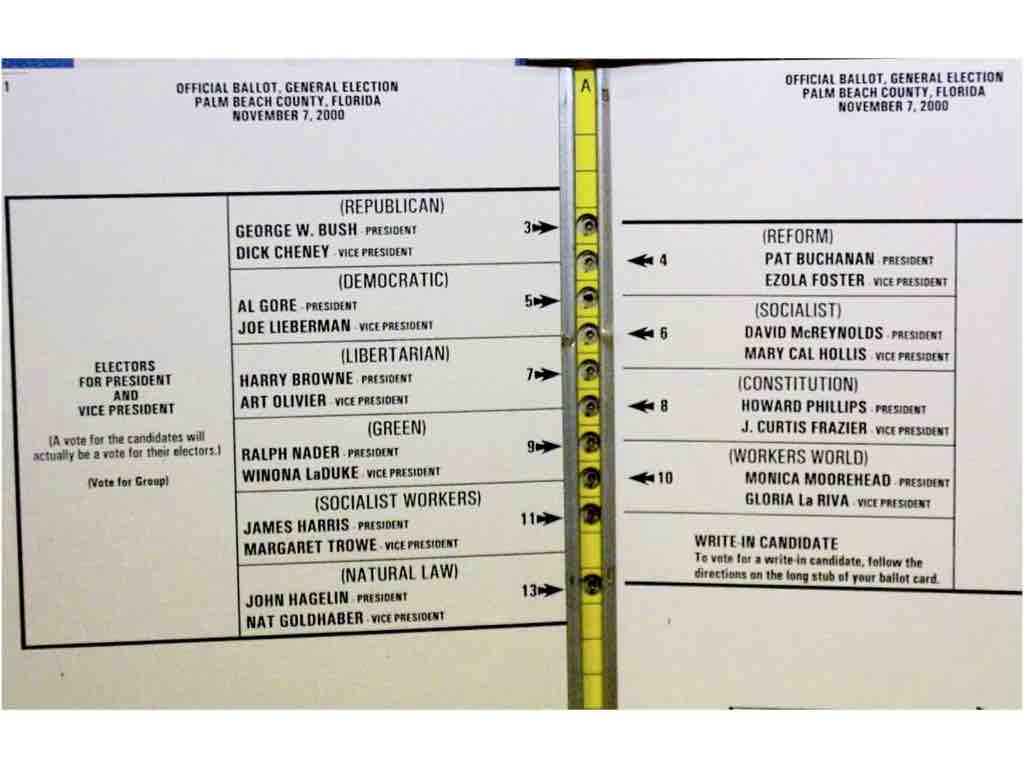 1
OFFICIAL BALLOT, GENERAL ELECTION
PALM BEACH COUNTY, FLORIDA
NOVEMBER 7, 2000
ELECTORS
FOR PRESIDENT
AND
VICE PRESIDENT
(A vote for the candidates will
actually be a vote for their electors.)
(Vote for Group)
(REPUBLICAN)
GEORGE W. BUSH - PRESIDENT
DICK CHENEY - VICE PRESIDENT
3
(DEMOCRATIC)
AL GORE - PRESIDENT
JOE LIEBERMAN - VICE PRESIDENT
5
(LIBERTARIAN)
HARRY BROWNE - PRESIDENT
ART OLIVIER - VICE PRESIDENT
7
(GREEN)
RALPH NADER - PRESIDENT
WINONA LaDUKE - VICE PRESIDENT
9
(SOCIALIST WORKERS)
JAMES HARRIS - PRESIDENT
MARGARET TROWE - VICE PRESIDENT
11
(NATURAL LAW)
JOHN HAGELIN - PRESIDENT
NAT GOLDHABER - VICE PRESIDENT
13
A
OFFICIAL BALLOT, GENERAL ELECTION
PALM BEACH COUNTY, FLORIDA
NOVEMBER 7, 2000
(REFORM)
4 PAT BUCHANAN - PRESIDENT
EZOLA FOSTER - VICE PRESIDENT
(SOCIALIST)
6 DAVID McREYNOLDS - PRESIDENT
MARY CAL HOLLIS - VICE PRESIDENT
(CONSTITUTION)
8 HOWARD PHILLIPS - PRESIDENT
J. CURTIS FRAZIER - VICE PRESIDENT
(WORKERS WORLD)
10 MONICA MOOREHEAD - PRESIDENT
GLORIA La RIVA - VICE PRESIDENT
WRITE-IN CANDIDATE
To vote for a write-in candidate, follow the
directions on the long stub of your ballot card.